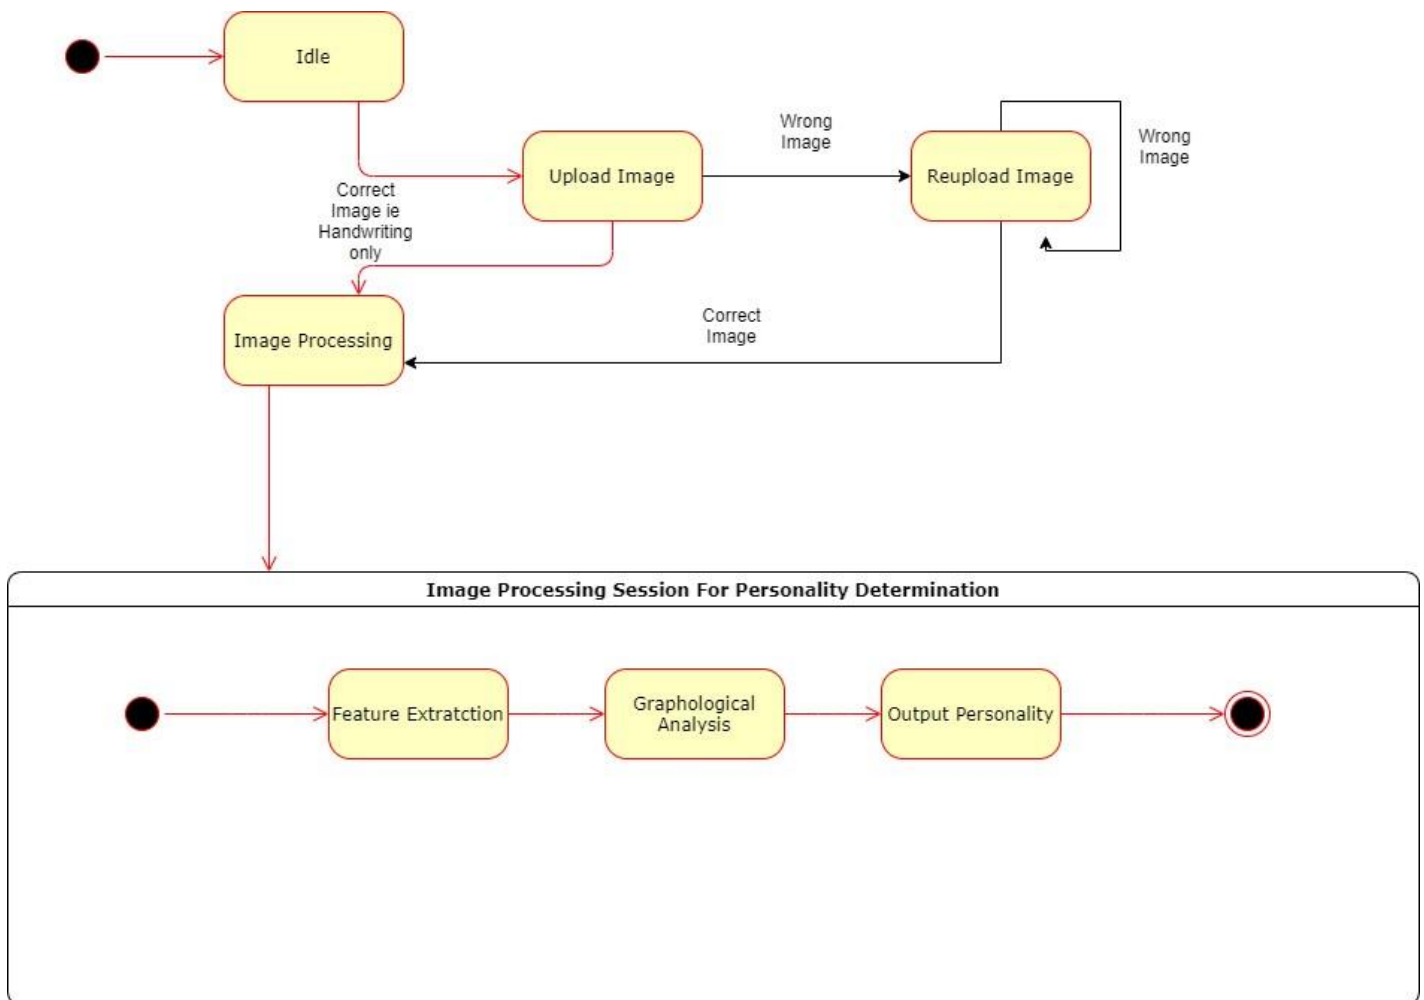 Idle
Wrong
Image
Wrong
Image
Upload Image
Reupload Image
Correct
Image ie
Handwriting
only
Correct
Image
Image Processing
Image Processing Session For Personality Determination
Feature Extratction
Graphological
Analysis
Output Personality